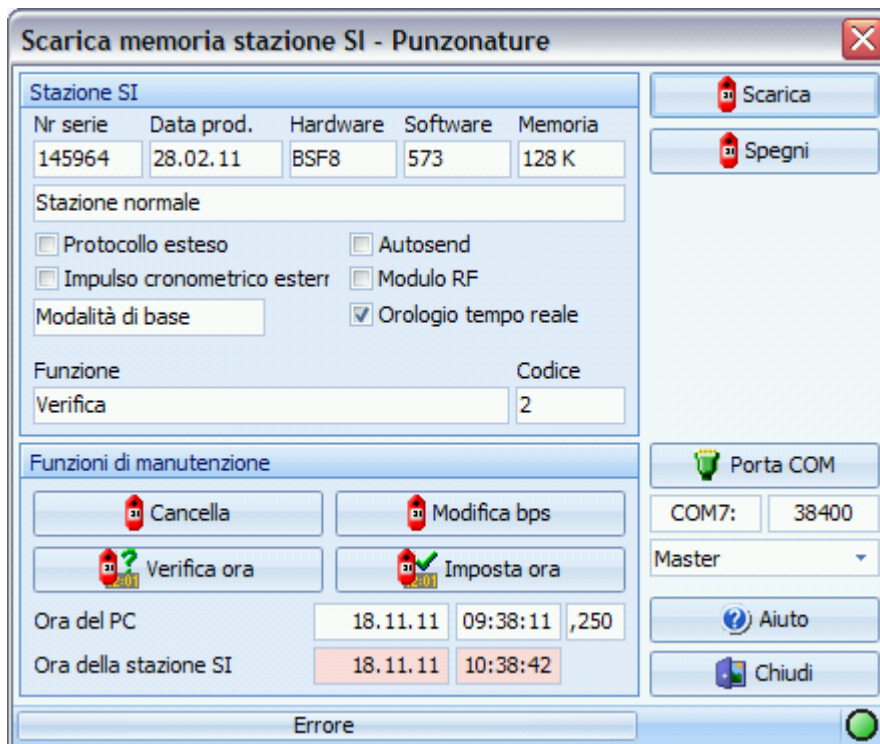 Scarica memoria stazione SI - Punzonature
Stazione SI
Nr serie Data prod. Hardware Software Memoria
145964 28.02.11 BSF8 573 128 K
Stazione normale
Protocollo esteso Autosend
Impulso cronometrico esterr Modulo RF
Modalità di base Orologio tempo reale
Funzione Codice
Verifica 2
Scarica
Spegni
Funzioni di manutenzione
Cancella Modifica bps
Verifica ora Imposta ora
Ora del PC 18.11.11 09:38:11 ,250
Ora della stazione SI 18.11.11 10:38:42
Porta COM
COM7: 38400
Master
Aiuto
Chiudi
Errore